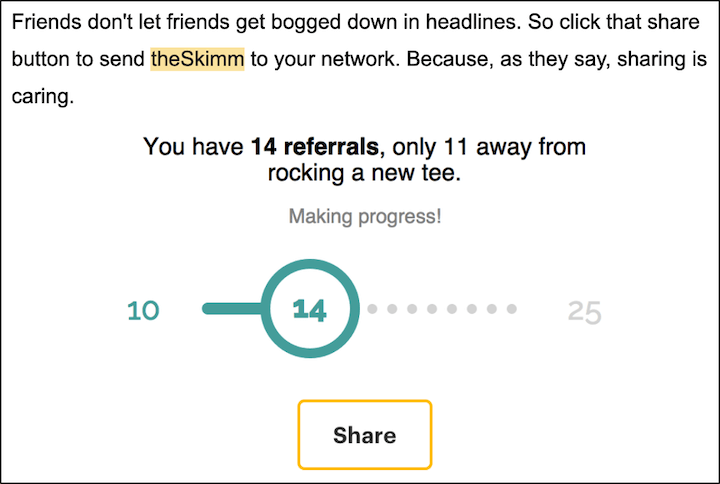 Friends don't let friends get bogged down in headlines. So click that share
button to send theSkimm to your network. Because, as they say, sharing is
caring.
You have 14 referrals, only 11 away from
rocking a new tee.
Making progress!
10 14 25
Share